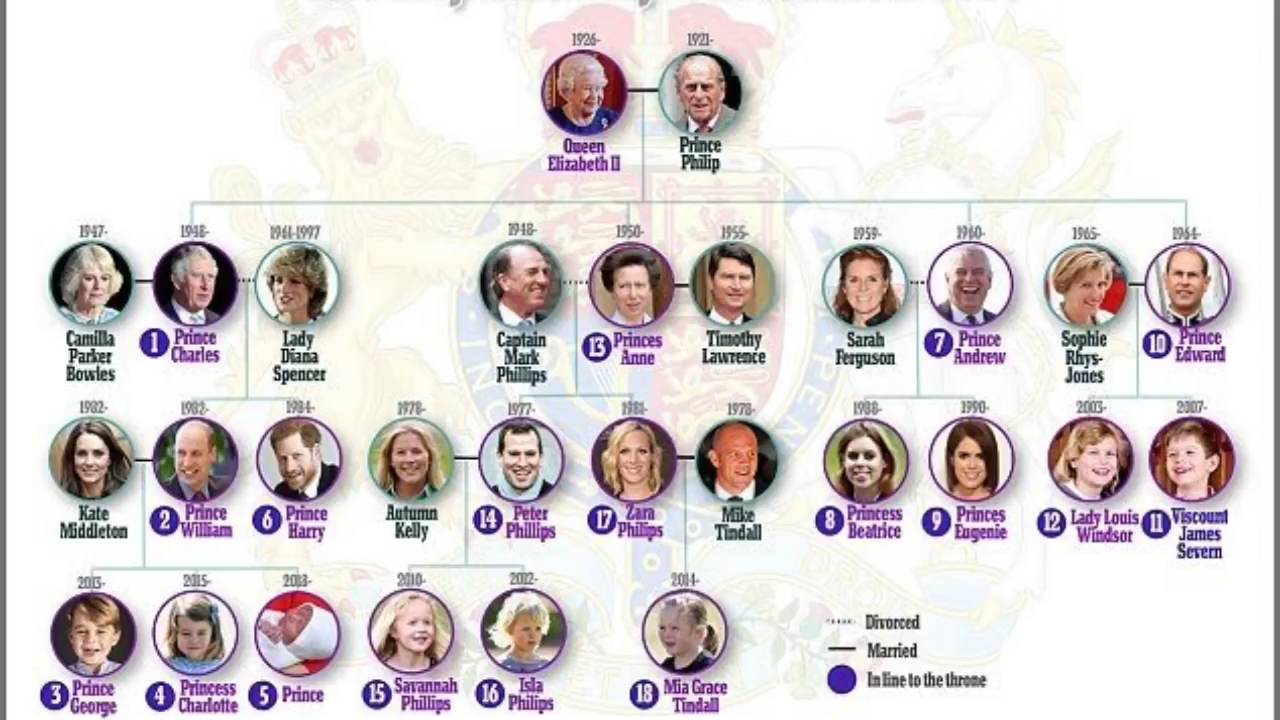 1926-
1921-
Queen
Elizabeth II
Prince
Philip
1947-
1948-
1961-1997
1948-
1950-
1955-
1959-
1960-
1965-
1964-
Camilla
Parker
Bowles
1 Prince
Charles
Lady
Diana
Spencer
Captain
Mark
Phillips
13 Princes
Anne
Timothy
Lawrence
Sarah
Ferguson
7 Prince
Andrew
Sophie
Rhys-
Jones
10 Prince
Edward
1982-
1982-
1984-
1978-
1977-
1981-
1978-
1988-
1990-
2003-
2007-
Kate
Middleton
2 Prince
William
6 Prince
Harry
Autumn
Kelly
14 Peter
Phillips
17 Zara
Philips
Mike
Tindall
8 Princess
Beatrice
9 Princes
Eugenie
12 Lady Louis
Windsor
11 Viscount
James
Severn
2013-
2015-
2018-
2010-
2012-
2014-
3 Prince
George
4 Princess
Charlotte
5 Prince
15 Savannah
Phillips
16 Isla
Philips
18 Mia Grace
Tindall
Divorced
Married
In line to the throne